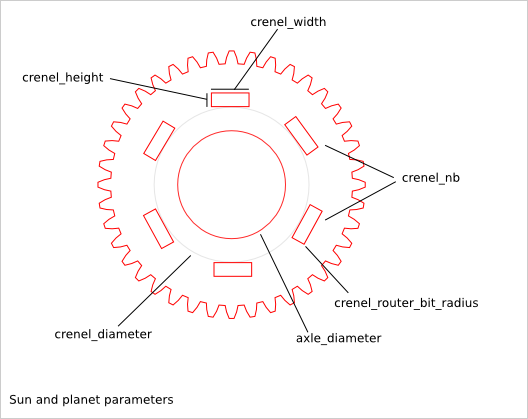 crenel_width
crenel_height
crenel_nb
crenel_router_bit_radius
crenel_diameter
axle_diameter
Sun and planet parameters